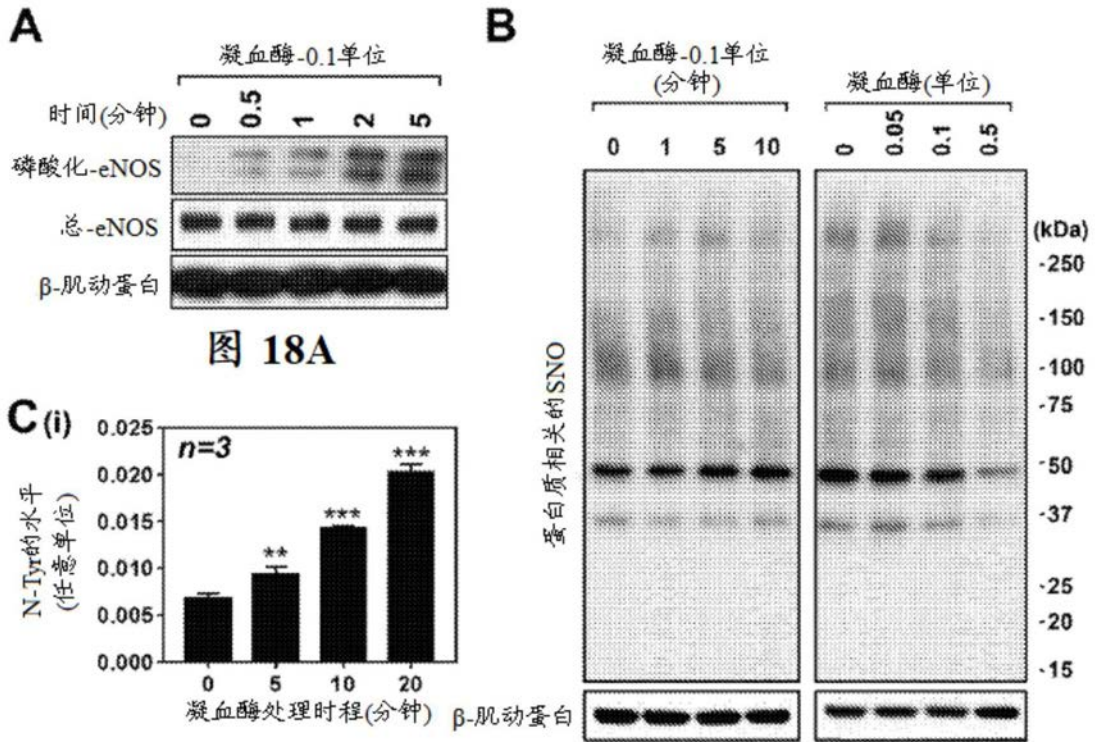 A
凝血酶-0.1单位
时间(分钟) 0 0.5 1 2 5
磷酸化-eNOS
总-eNOS
β-肌动蛋白
图 18A
B
凝血酶-0.1单位
(分钟)
0 1 5 10
凝血酶(单位)
0 0.05 0.1 0.5
(kDa)
-250
-150
-100
-75
-50
-37
-25
-20
-15
蛋白质相关的SNO
β-肌动蛋白
C (i)
n=3
N-Tyr的水平
(任意单位)
0.025
0.020
0.015
0.010
0.005
0.000
** *** ***
0 5 10 20
凝血酶处理时程(分钟)